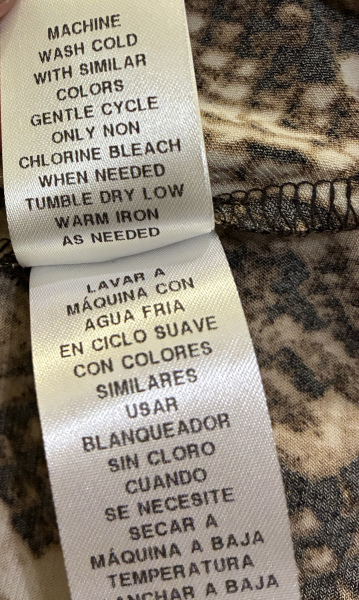 MACHINE
WASH COLD
WITH SIMILAR
COLORS
GENTLE CYCLE
ONLY NON
CHLORINE BLEACH
WHEN NEEDED
TUMBLE DRY LOW
WARM IRON
AS NEEDED
LAVAR A
MÁQUINA CON
AGUA FRIA
EN CICLO SUAVE
CON COLORES
SIMILARES
USAR
BLANQUEADOR
SIN CLORO
CUANDO
SE NECESITE
SECAR A
MÁQUINA A BAJA
TEMPERATURA
A BAJA